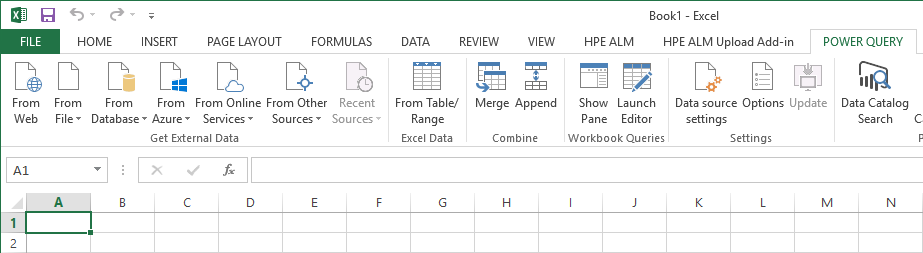 Book1 - Excel
FILE HOME INSERT PAGE LAYOUT FORMULAS DATA REVIEW VIEW HPE ALM HPE ALM Upload Add-in POWER QUERY
From Web
From File
From Database
From Azure
From Online Services
From Other Sources
Recent Sources
Get External Data
From Table/ Range
Excel Data
Merge
Append
Combine
Show Pane
Launch Editor
Workbook Queries
Data source settings
Options
Update
Settings
Data Catalog Search
A1 fx
A B C D E F G H I J K L M N
1
2